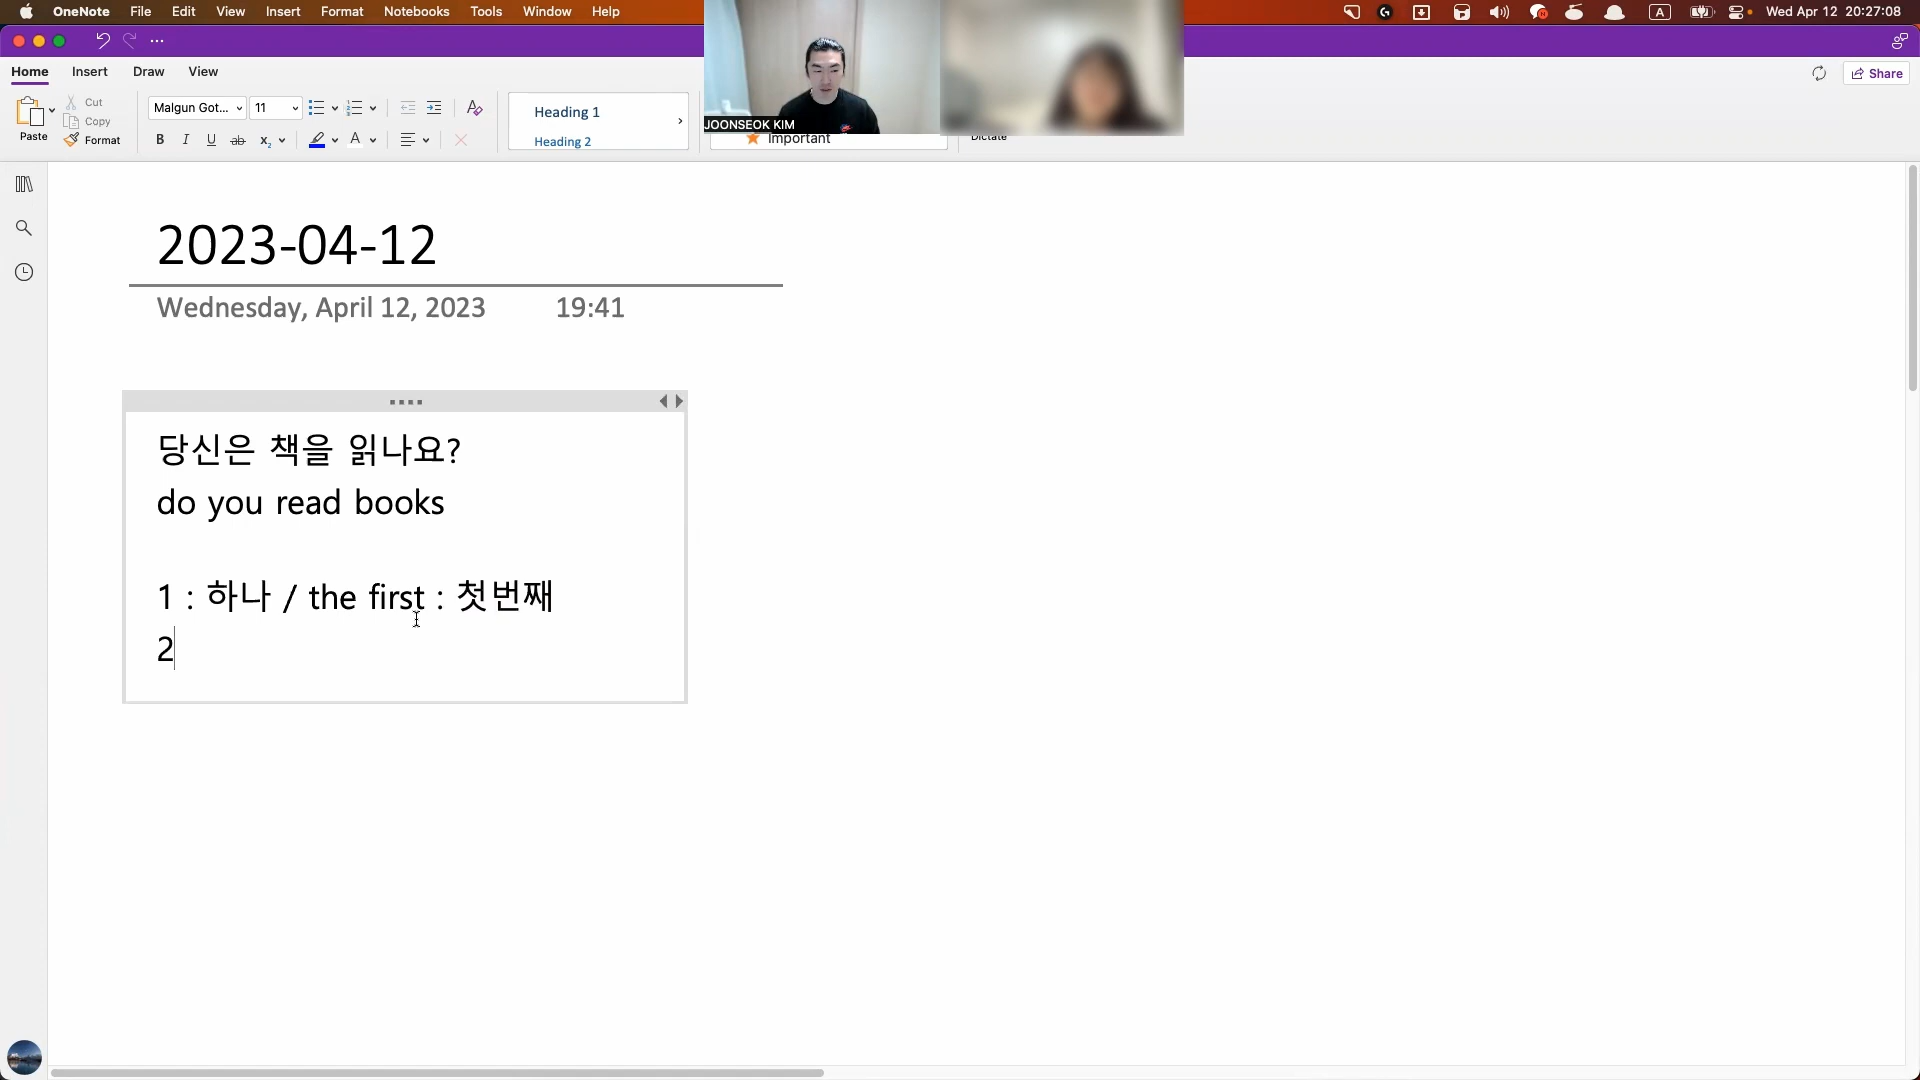 OneNote File Edit View Insert Format Notebooks Tools Window Help
A Wed Apr 12 20:27:08
Home Insert Draw View
Share
Paste
Cut
Copy
Format
Malgun Got... 11
B I U ab x₂ A
Heading 1
Heading 2
Important
Dictate
JOONSEOK KIM
2023-04-12
Wednesday, April 12, 2023 19:41
당신은 책을 읽나요?
do you read books
1 : 하나 / the first : 첫번째
2